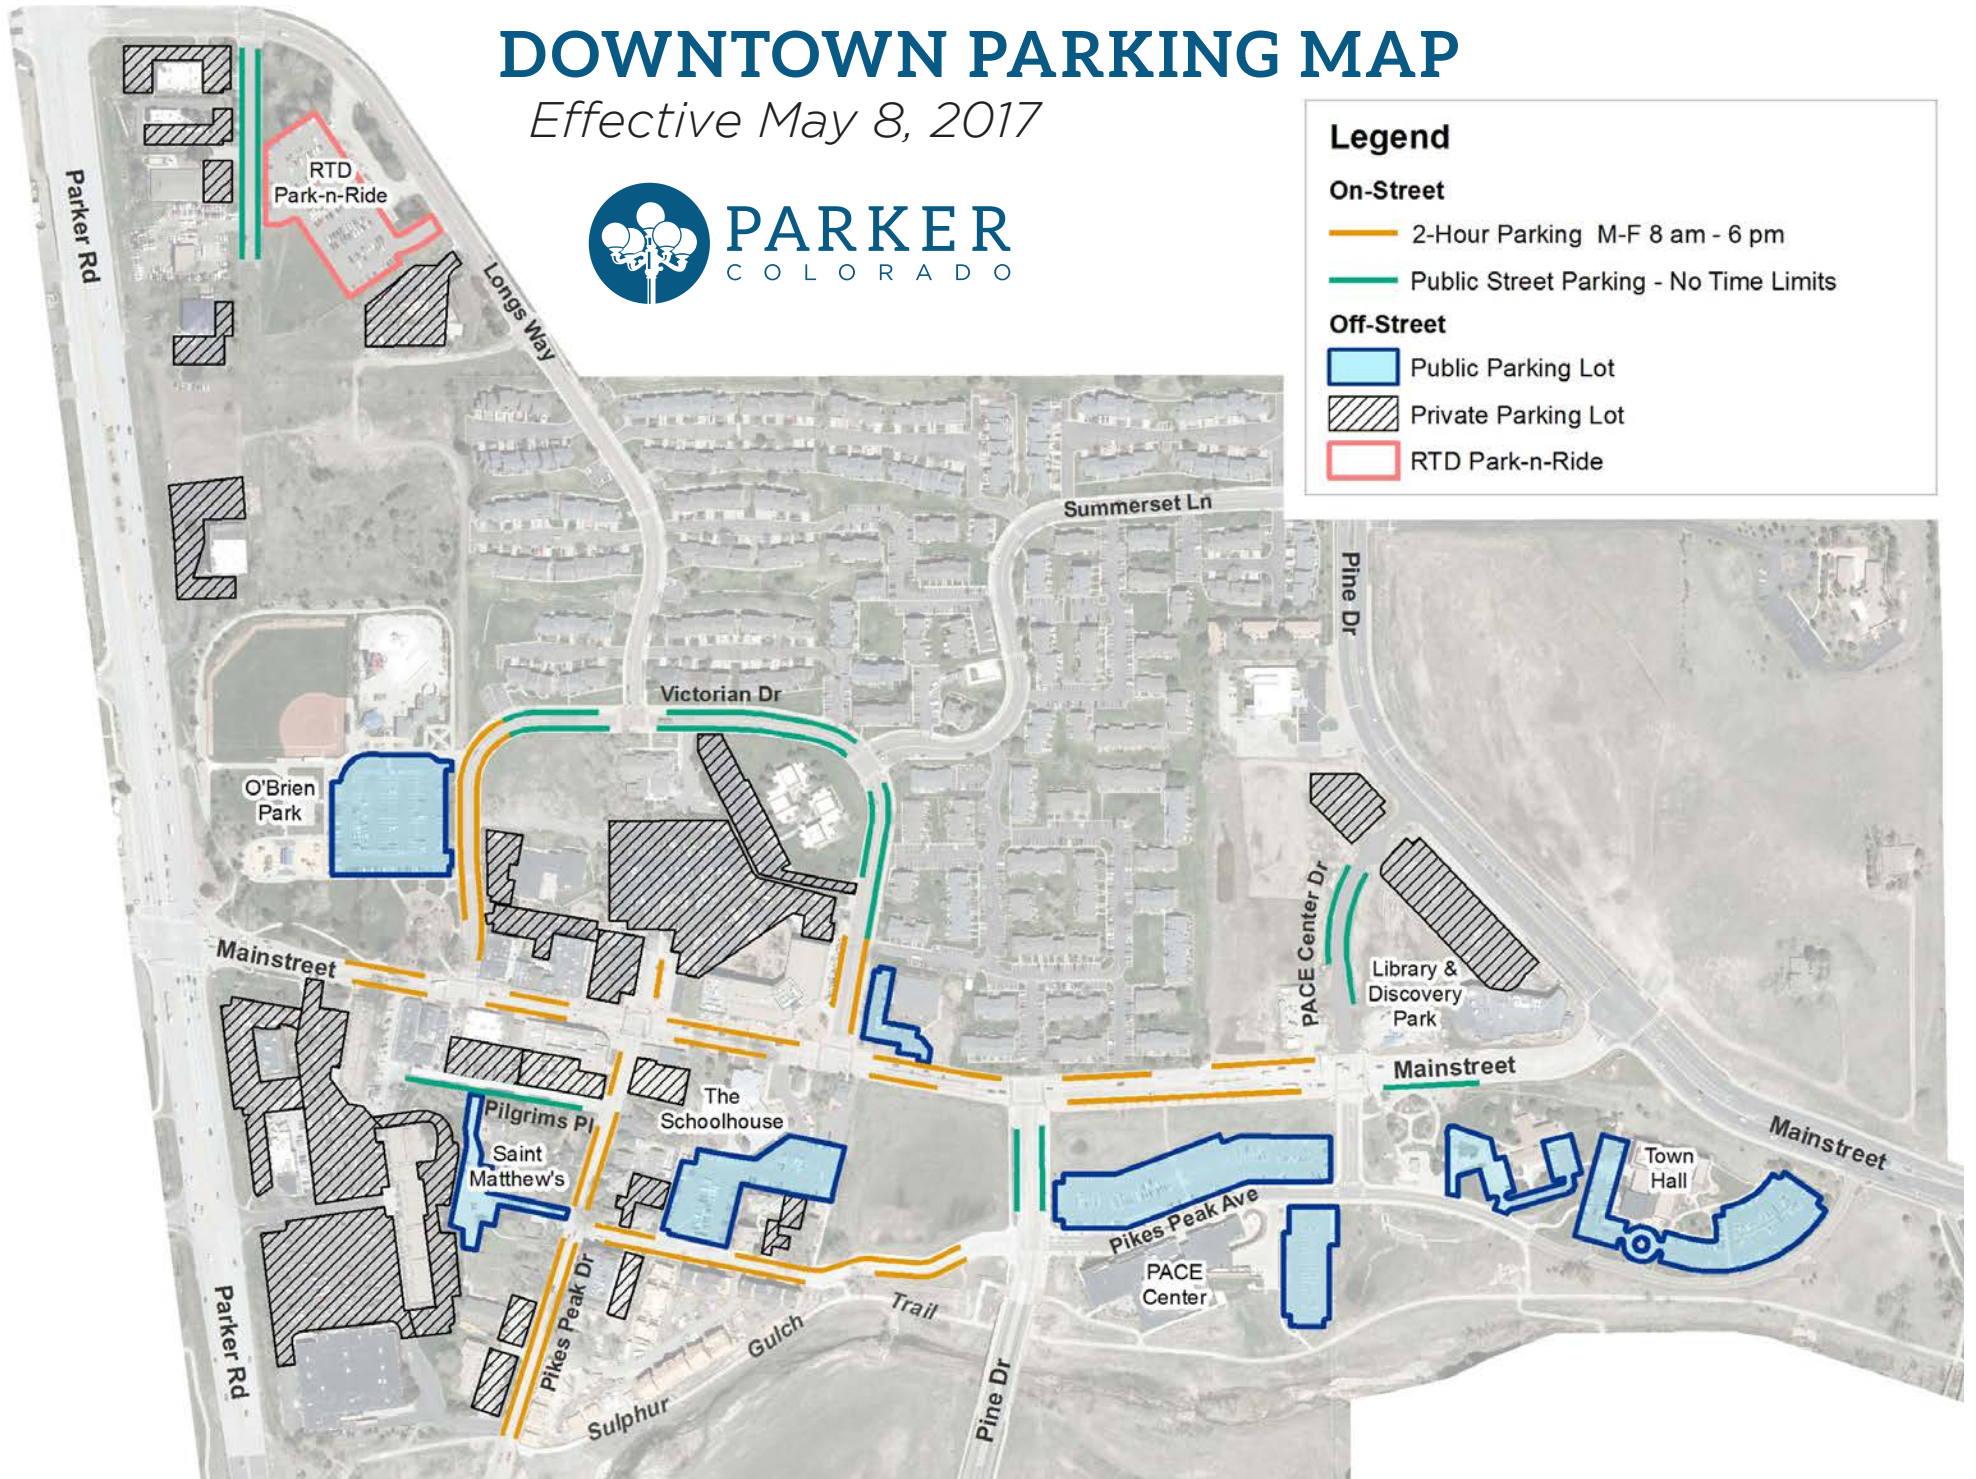 DOWNTOWN PARKING MAP
Effective May 8, 2017
PARKER
COLORADO
Legend
On-Street
2-Hour Parking M-F 8 am - 6 pm
Public Street Parking - No Time Limits
Off-Street
Public Parking Lot
Private Parking Lot
RTD Park-n-Ride
RTD
Park-n-Ride
Parker Rd
Longs Way
Summerset Ln
Pine Dr
Victorian Dr
O'Brien
Park
PACE Center Dr
Mainstreet
Library &
Discovery
Park
Mainstreet
The
Schoolhouse
Pilgrims Pl
Saint
Matthew's
Mainstreet
Town
Hall
Pikes Peak Ave
PACE
Center
Pikes Peak Dr
Parker Rd
Sulphur
Gulch
Trail
Pine Dr